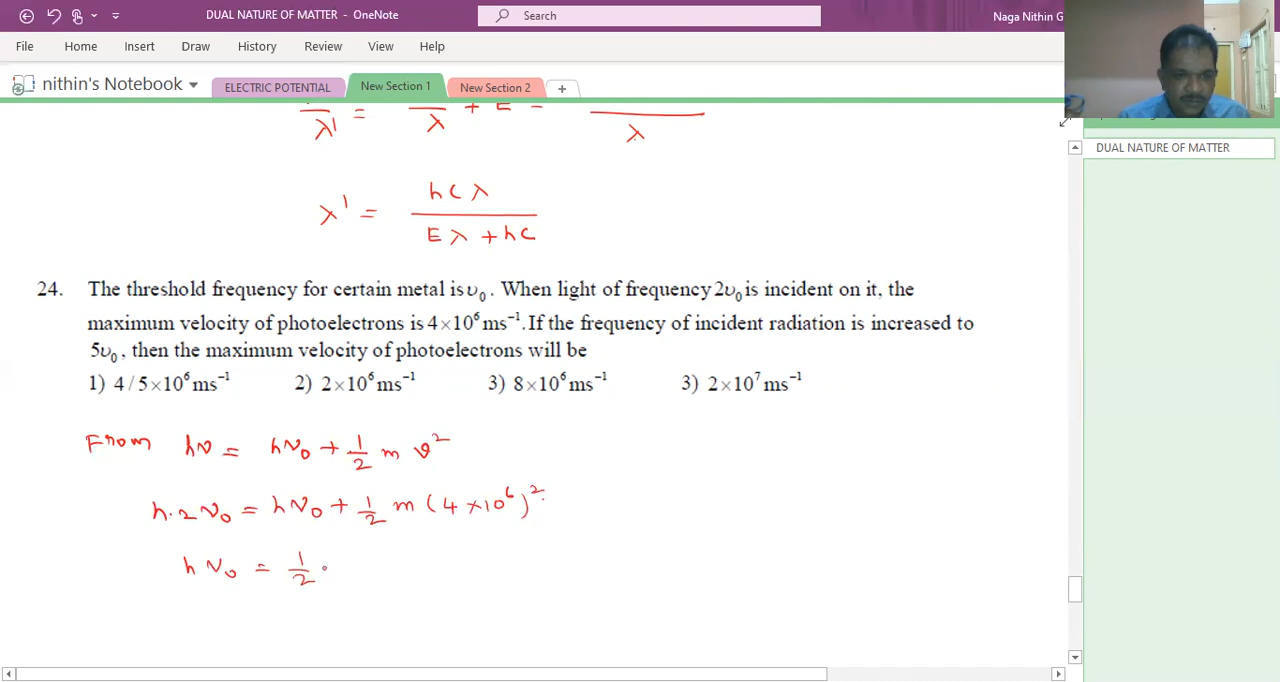 DUAL NATURE OF MATTER - OneNote
Search
Naga Nithin G
File Home Insert Draw History Review View Help
nithin's Notebook ELECTRIC POTENTIAL New Section 1 New Section 2 +
DUAL NATURE OF MATTER
λ' = λ + E = λ
λ' = hCλ / Eλ + hC
24. The threshold frequency for certain metal is υ₀. When light of frequency 2υ₀ is incident on it, the
maximum velocity of photoelectrons is 4×10⁶ ms⁻¹. If the frequency of incident radiation is increased to
5υ₀, then the maximum velocity of photoelectrons will be
1) 4/5×10⁶ ms⁻¹ 2) 2×10⁶ ms⁻¹ 3) 8×10⁶ ms⁻¹ 3) 2×10⁷ ms⁻¹
From hν = hν₀ + 1/2 m ϑ²
h.2ν₀ = hν₀ + 1/2 m (4×10⁶)²
hν₀ = 1/2